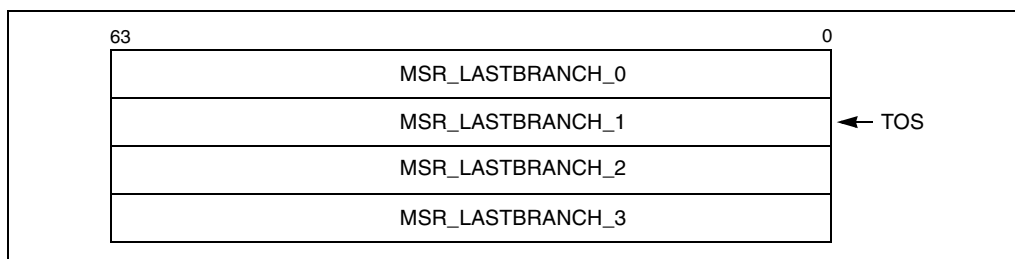 63 0
MSR_LASTBRANCH_0
MSR_LASTBRANCH_1 TOS
MSR_LASTBRANCH_2
MSR_LASTBRANCH_3